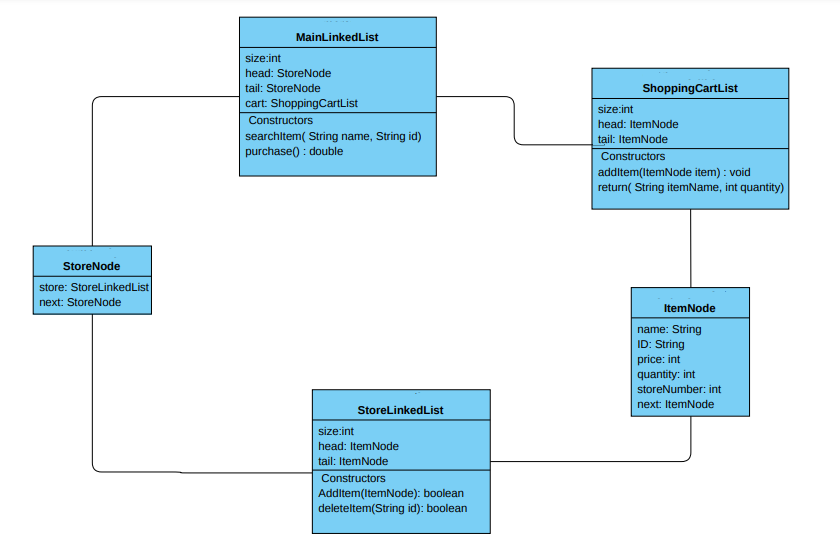 MainLinkedList
size:int
head: StoreNode
tail: StoreNode
cart: ShoppingCartList
Constructors
searchItem( String name, String id)
purchase() : double
ShoppingCartList
size:int
head: ItemNode
tail: ItemNode
Constructors
addItem(ItemNode item) : void
return( String itemName, int quantity)
StoreNode
store: StoreLinkedList
next: StoreNode
ItemNode
name: String
ID: String
price: int
quantity: int
storeNumber: int
next: ItemNode
StoreLinkedList
size:int
head: ItemNode
tail: ItemNode
Constructors
AddItem(ItemNode): boolean
deleteItem(String id): boolean